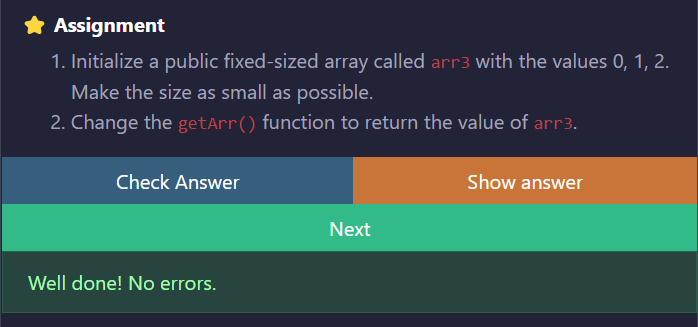 ⭐ Assignment
1. Initialize a public fixed-sized array called arr3 with the values 0, 1, 2.
Make the size as small as possible.
2. Change the getArr() function to return the value of arr3.
Check Answer
Show answer
Next
Well done! No errors.